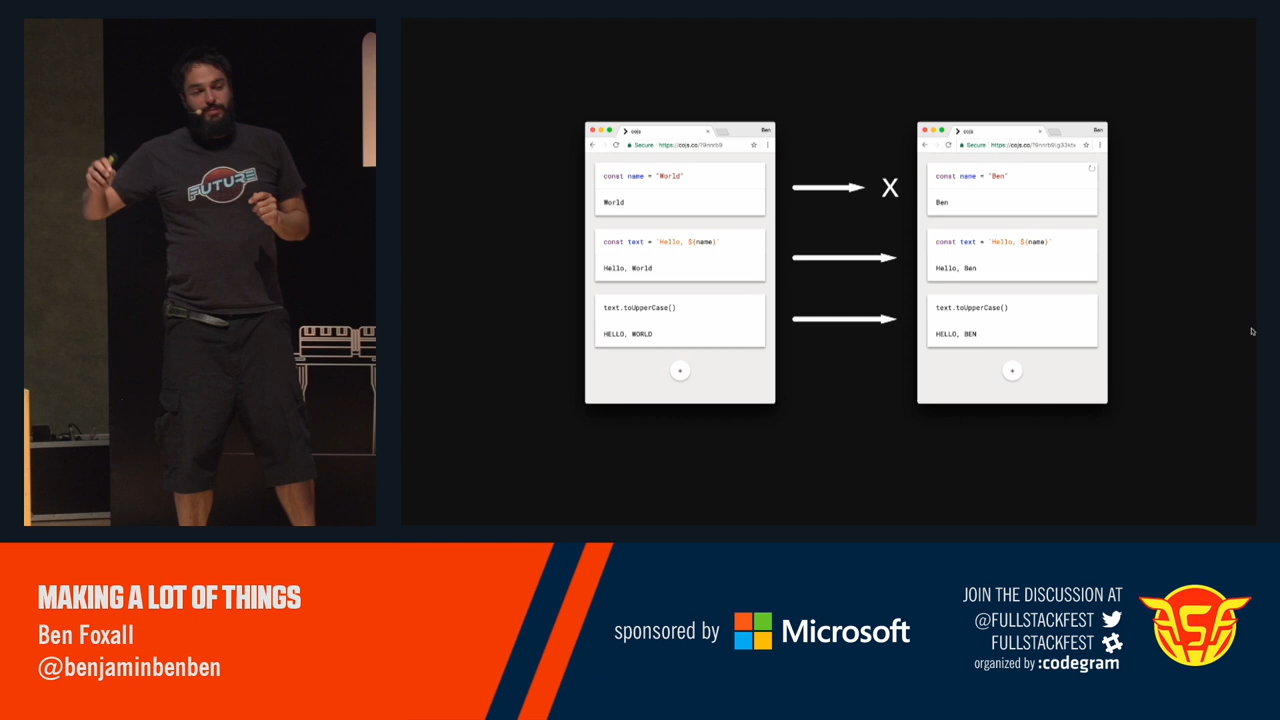 FUTURE
cojs
Ben
Secure https://cojs.co/?9nnrb9
const name = "World"
World
const text = `Hello, ${name}`
Hello, World
text.toUpperCase()
HELLO, WORLD
+
X
cojs
Ben
const name = "Ben"
Ben
const text = `Hello, ${name}`
Hello, Ben
text.toUpperCase()
HELLO, BEN
+
MAKING A LOT OF THINGS
Ben Foxall
@benjaminbenben
sponsored by Microsoft
JOIN THE DISCUSSION AT
@FULLSTACKFEST
FULLSTACKFEST
organized by :codegram
FSF